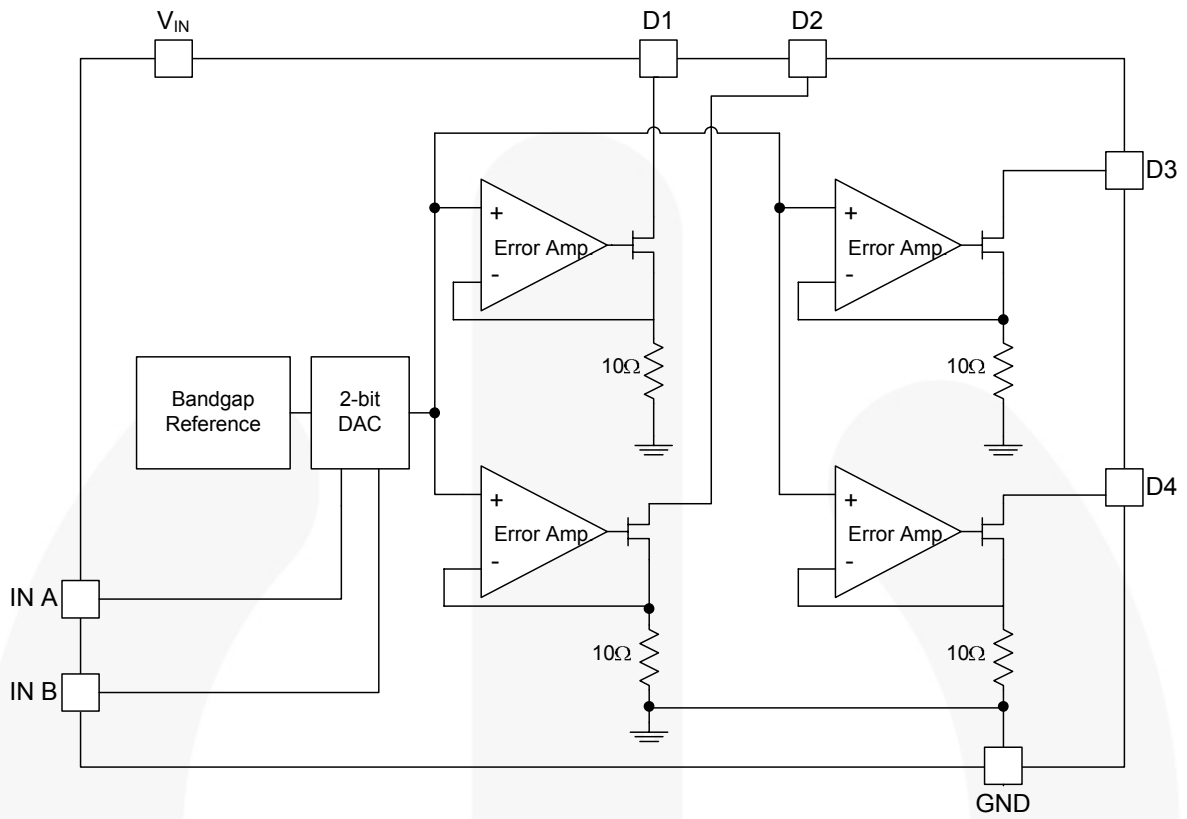 V_IN
D1
D2
D3
+
Error Amp.
-
+
Error Amp.
-
10Ω
10Ω
Bandgap
Reference
2-bit
DAC
D4
+
Error Amp.
-
+
Error Amp.
-
IN A
10Ω
10Ω
IN B
GND